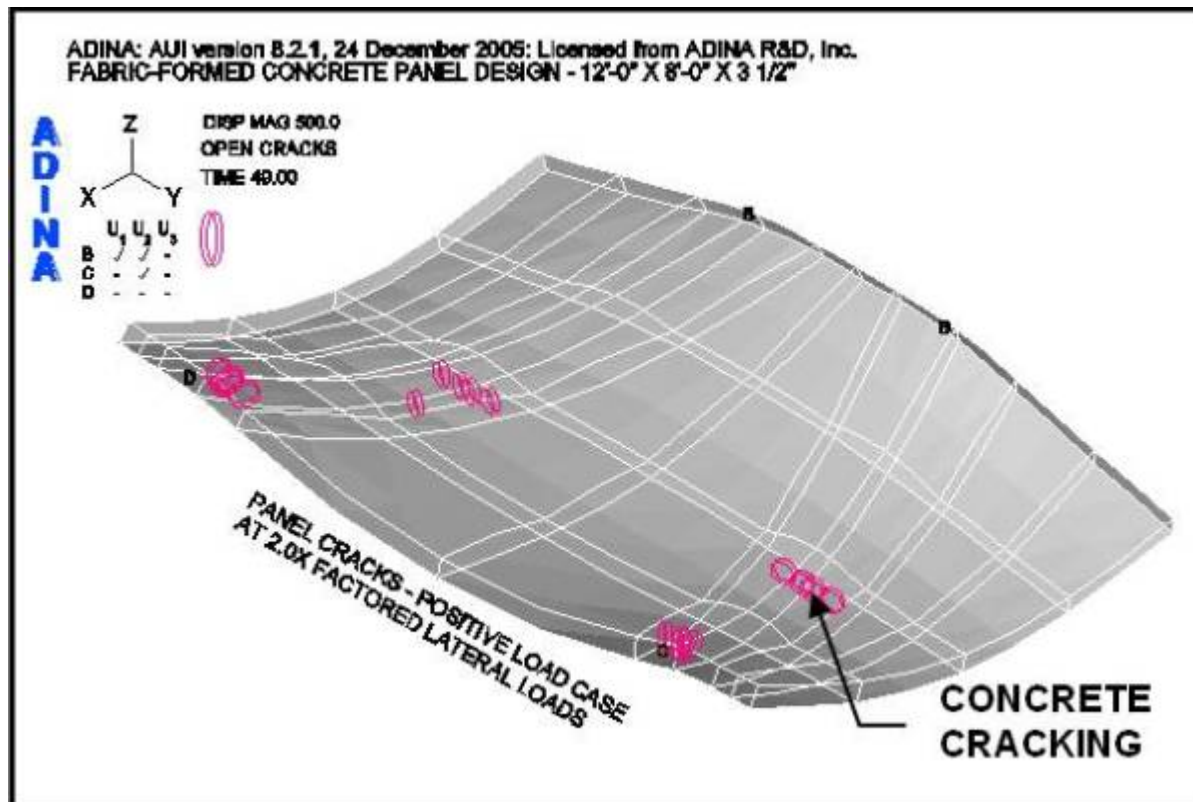 ADINA: AUI version 8.2.1, 24 December 2005: Licensed from ADINA R&D, Inc.
FABRIC-FORMED CONCRETE PANEL DESIGN - 12'-0" X 8'-0" X 3 1/2"
ADINA
Z
X Y
DISP MAG 500.0
OPEN CRACKS
TIME 49.00
U1 U2 U3
B / / -
C - / -
D - - -
B
B
D
C
PANEL CRACKS - POSITIVE LOAD CASE
AT 2.0X FACTORED LATERAL LOADS
CONCRETE
CRACKING